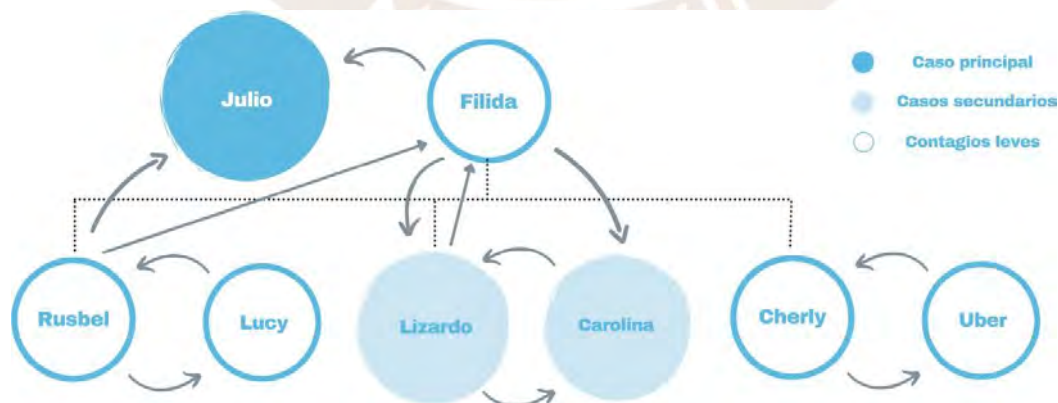 Julio
Filida
Caso principal
Casos secundarios
Contagios leves
Rusbel
Lucy
Lizardo
Carolina
Cherly
Uber